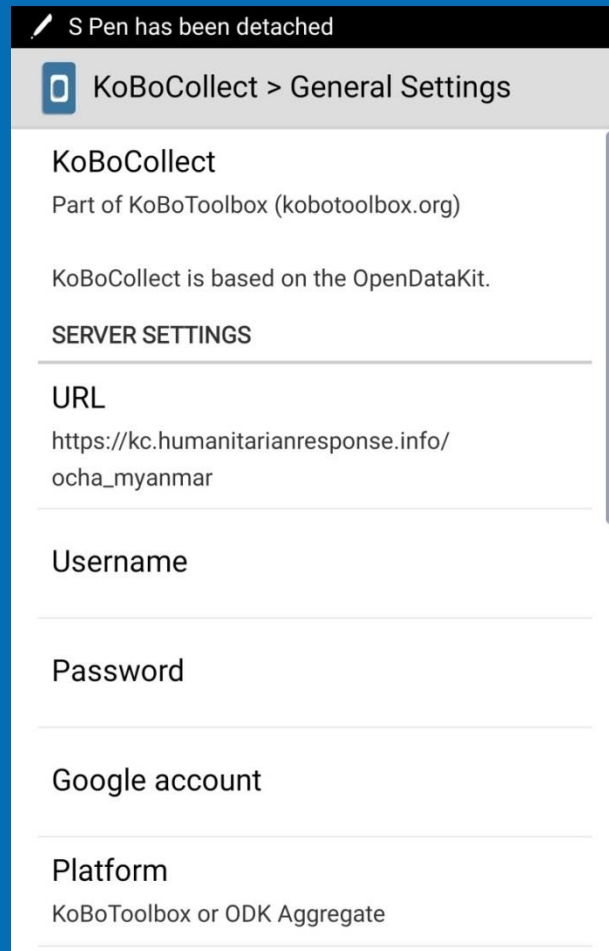 S Pen has been detached
KoBoCollect > General Settings
KoBoCollect
Part of KoBoToolbox (kobotoolbox.org)
KoBoCollect is based on the OpenDataKit.
SERVER SETTINGS
URL
https://kc.humanitarianresponse.info/
ocha_myanmar
Username
Password
Google account
Platform
KoBoToolbox or ODK Aggregate